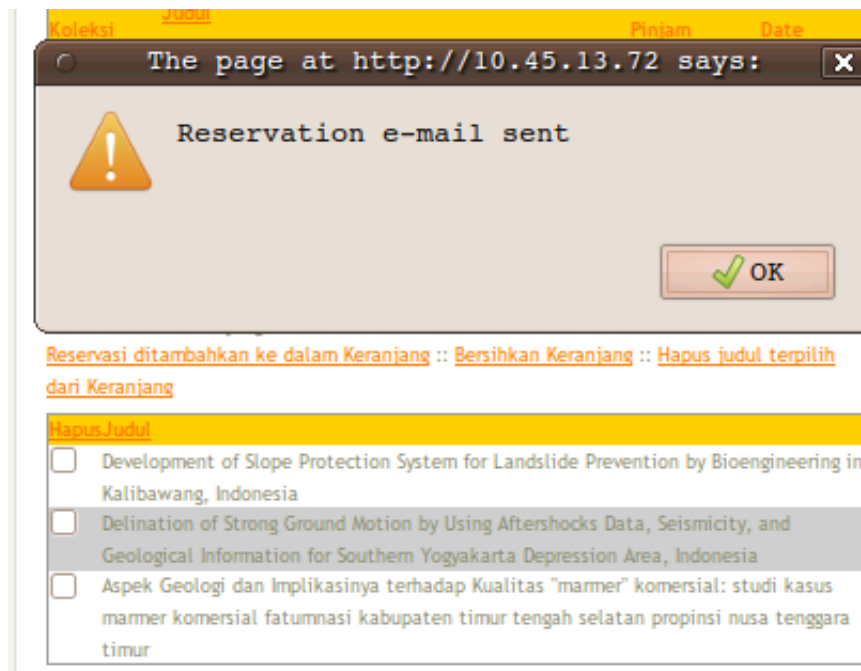 Judul
Koleksi Pinjam Date
The page at http://10.45.13.72 says:
Reservation e-mail sent
OK
Reservasi ditambahkan ke dalam Keranjang :: Bersihkan Keranjang :: Hapus judul terpilih
dari Keranjang
HapusJudul
Development of Slope Protection System for Landslide Prevention by Bioengineering in
Kalibawang, Indonesia
Delination of Strong Ground Motion by Using Aftershocks Data, Seismicity, and
Geological Information for Southern Yogyakarta Depression Area, Indonesia
Aspek Geologi dan Implikasinya terhadap Kualitas "marmer" komersial: studi kasus
marmer komersial fatumnasi kabupaten timur tengah selatan propinsi nusa tenggara
timur